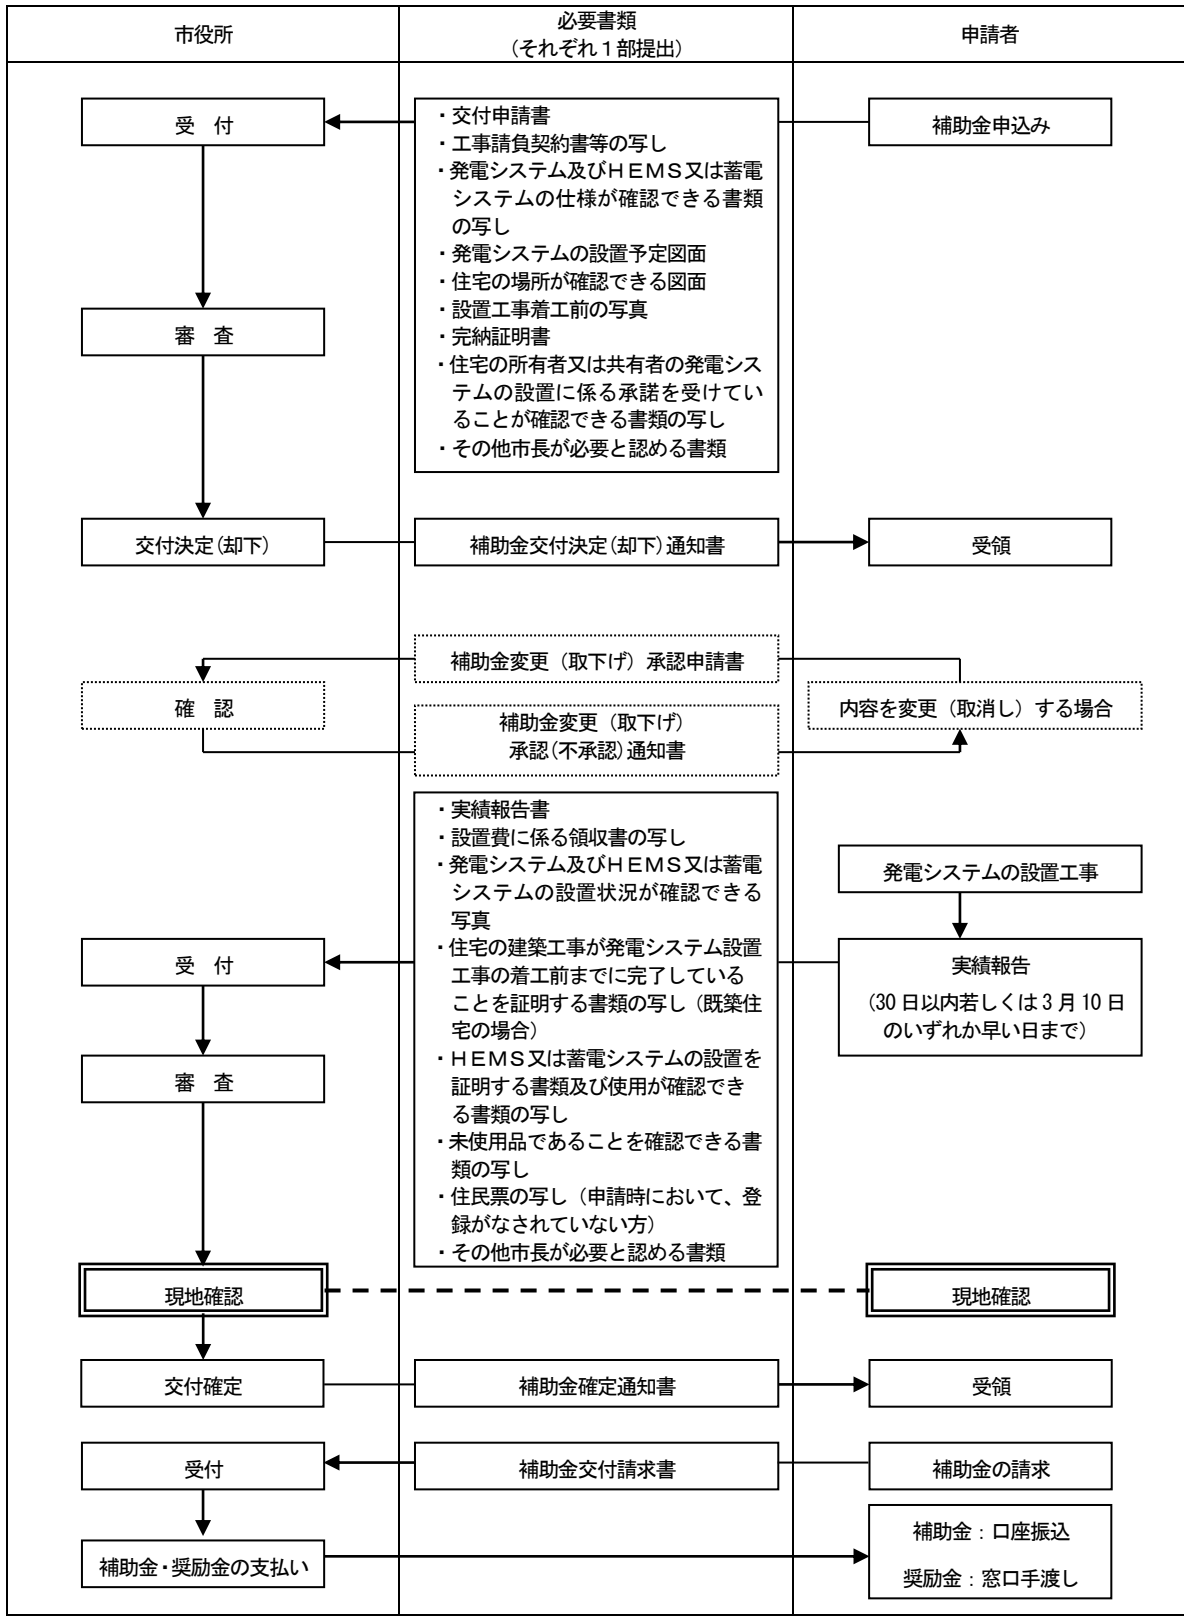 市役所
必要書類
（それぞれ１部提出）
申請者
受　付
・交付申請書
・工事請負契約書等の写し
・発電システム及びＨＥＭＳ又は蓄電
システムの仕様が確認できる書類
の写し
・発電システムの設置予定図面
・住宅の場所が確認できる図面
・設置工事着工前の写真
・完納証明書
・住宅の所有者又は共有者の発電シス
テムの設置に係る承諾を受けてい
ることが確認できる書類の写し
・その他市長が必要と認める書類
補助金申込み
審　査
交付決定(却下)
補助金交付決定(却下)通知書
受領
補助金変更（取下げ）承認申請書
確　認
内容を変更（取消し）する場合
補助金変更（取下げ）
承認(不承認)通知書
・実績報告書
・設置費に係る領収書の写し
・発電システム及びＨＥＭＳ又は蓄電
システムの設置状況が確認できる
写真
・住宅の建築工事が発電システム設置
工事の着工前までに完了している
ことを証明する書類の写し（既築住
宅の場合）
・ＨＥＭＳ又は蓄電システムの設置を
証明する書類及び使用が確認でき
る書類の写し
・未使用品であることを確認できる書
類の写し
・住民票の写し（申請時において、登
録がなされていない方）
・その他市長が必要と認める書類
発電システムの設置工事
受　付
実績報告
（30 日以内若しくは 3 月 10 日
のいずれか早い日まで）
審　査
現地確認
現地確認
交付確定
補助金確定通知書
受領
受付
補助金交付請求書
補助金の請求
補助金・奨励金の支払い
補助金：口座振込
奨励金：窓口手渡し